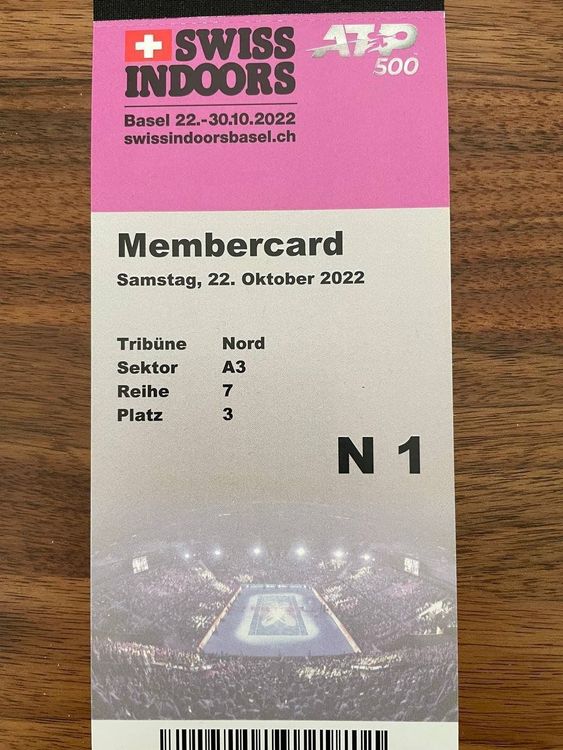 SWISS
INDOORS
ATP
500
Basel 22.-30.10.2022
swissindoorsbasel.ch
Membercard
Samstag, 22. Oktober 2022
Tribüne Nord
Sektor A3
Reihe 7
Platz 3
N 1